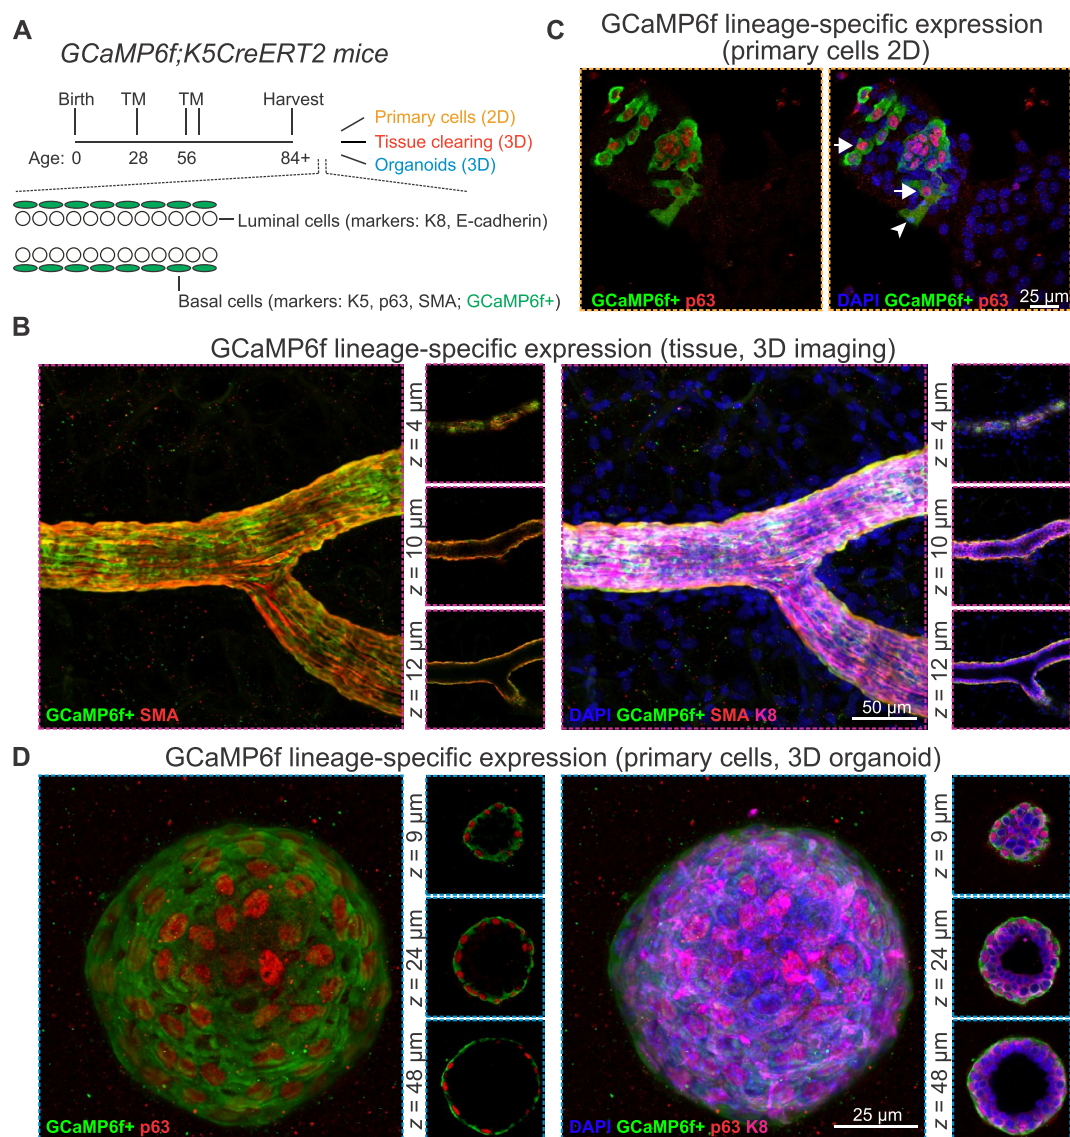 A
GCaMP6f;K5CreERT2 mice
Birth TM TM Harvest
Age: 0 28 56 84+
Primary cells (2D)
Tissue clearing (3D)
Organoids (3D)
Luminal cells (markers: K8, E-cadherin)
Basal cells (markers: K5, p63, SMA; GCaMP6f+)
C
GCaMP6f lineage-specific expression
(primary cells 2D)
GCaMP6f+ p63
DAPI GCaMP6f+ p63
25 µm
B
GCaMP6f lineage-specific expression (tissue, 3D imaging)
GCaMP6f+ SMA
z = 4 µm
z = 10 µm
z = 12 µm
DAPI GCaMP6f+ SMA K8
50 µm
z = 4 µm
z = 10 µm
z = 12 µm
D
GCaMP6f lineage-specific expression (primary cells, 3D organoid)
GCaMP6f+ p63
z = 9 µm
z = 24 µm
z = 48 µm
DAPI GCaMP6f+ p63 K8
25 µm
z = 9 µm
z = 24 µm
z = 48 µm